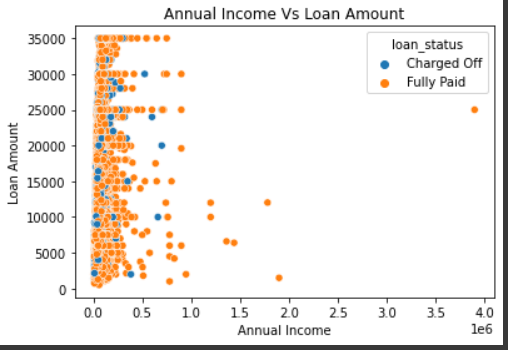 Annual Income Vs Loan Amount
loan_status
Charged Off
Fully Paid
Loan Amount
35000
30000
25000
20000
15000
10000
5000
0
0.0 0.5 1.0 1.5 2.0 2.5 3.0 3.5 4.0
1e6
Annual Income